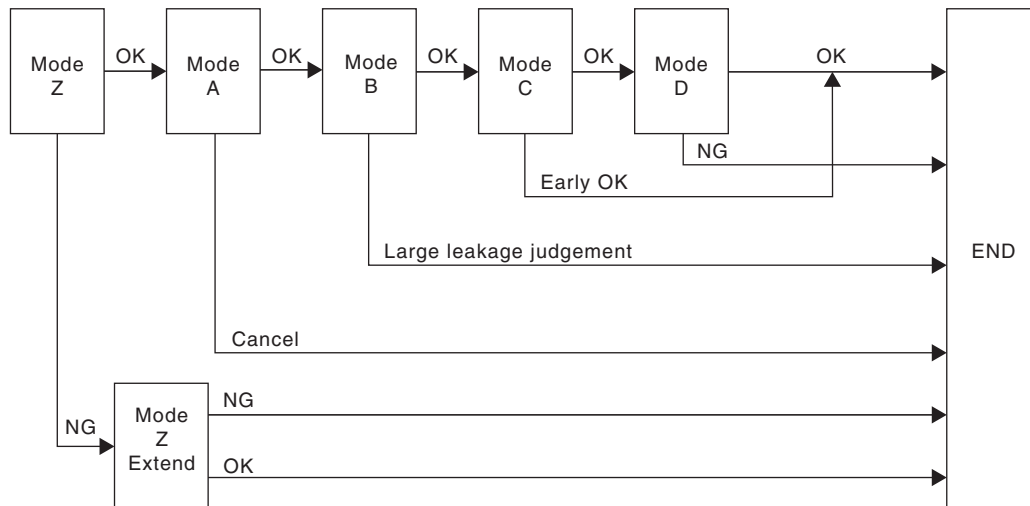 Mode
Z
OK
Mode
A
OK
Mode
B
OK
Mode
C
OK
Mode
D
OK
NG
Early OK
Large leakage judgement
END
Cancel
NG
Mode
Z
Extend
NG
OK